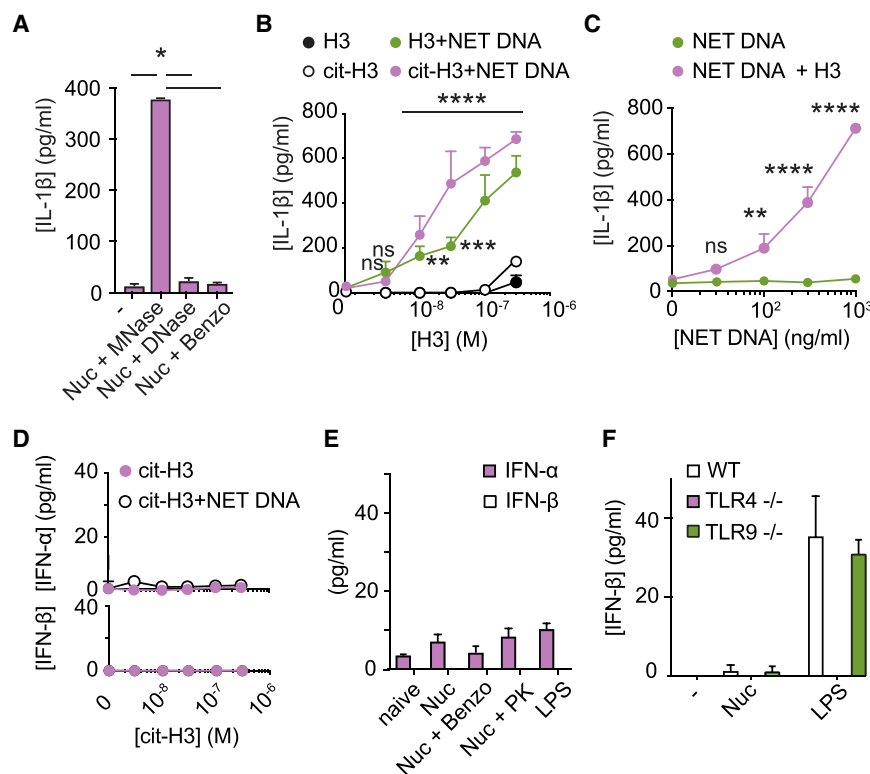 A
*
[IL-1β] (pg/ml)
400
300
200
100
0
-
Nuc + MNase
Nuc + DNase
Nuc + Benzo
B
H3
H3+NET DNA
cit-H3
cit-H3+NET DNA
****
[IL-1β] (pg/ml)
800
600
400
200
0
ns
ns
**
***
0
10⁻⁸
10⁻⁷
10⁻⁶
[H3] (M)
C
NET DNA
NET DNA + H3
[IL-1β] (pg/ml)
800
600
400
200
0
ns
**
****
****
0
10²
10³
[NET DNA] (ng/ml)
D
cit-H3
cit-H3+NET DNA
[IFN-β] [IFN-α] (pg/ml)
40
20
0
40
0
0
10⁻⁸
10⁻⁷
10⁻⁶
[cit-H3] (M)
E
IFN-α
IFN-β
(pg/ml)
40
20
0
naive
Nuc
Nuc + Benzo
Nuc + PK
LPS
F
WT
TLR4 -/-
TLR9 -/-
[IFN-β] (pg/ml)
40
20
0
-
Nuc
LPS